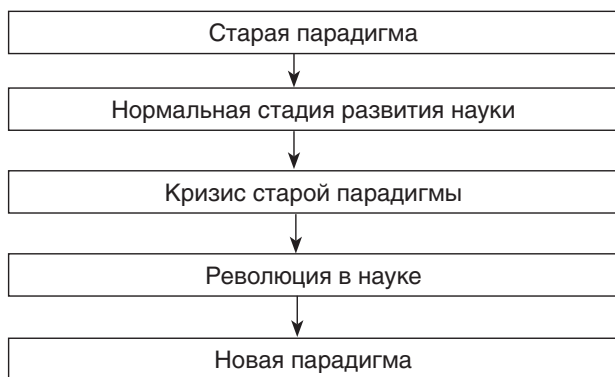 Старая парадигма
Нормальная стадия развития науки
Кризис старой парадигмы
Революция в науке
Новая парадигма